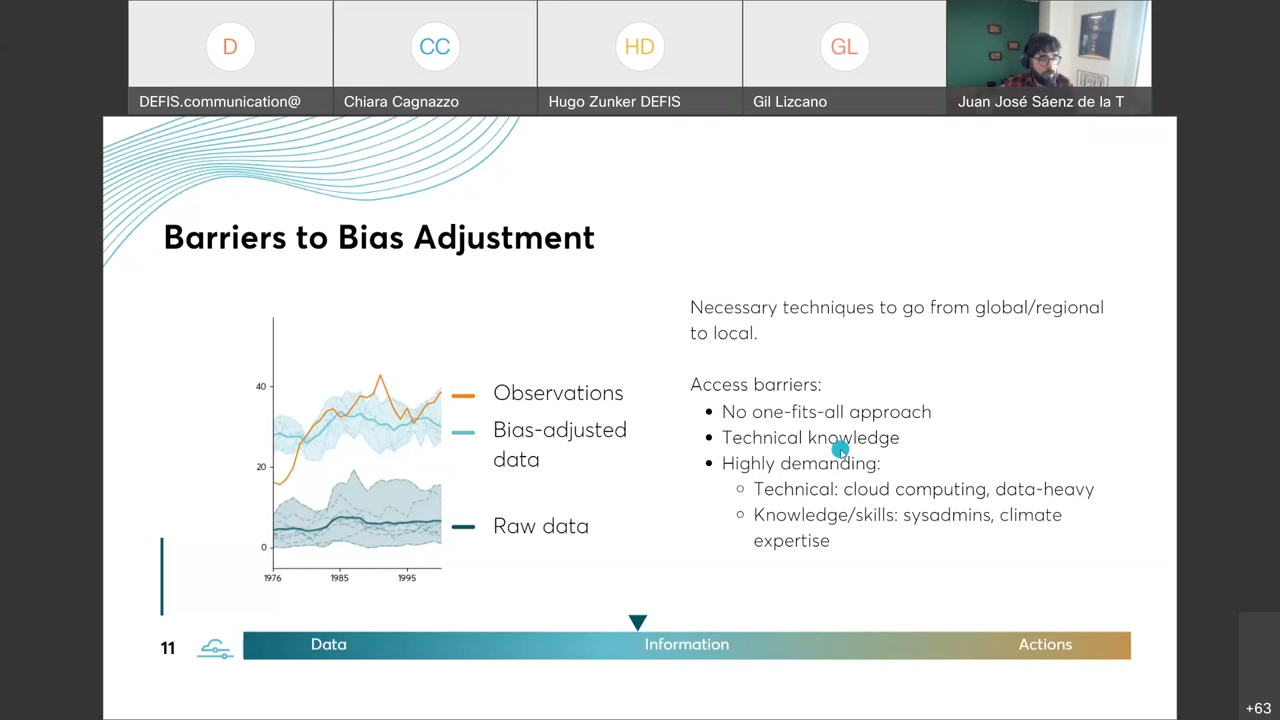 D
CC
HD
GL
DEFIS.communication@
Chiara Cagnazzo
Hugo Zunker DEFIS
Gil Lizcano
Juan José Sáenz de la T
Barriers to Bias Adjustment
40
20
0
1976
1985
1995
Observations
Bias-adjusted
data
Raw data
Necessary techniques to go from global/regional
to local.
Access barriers:
• No one-fits-all approach
• Technical knowledge
• Highly demanding:
○ Technical: cloud computing, data-heavy
○ Knowledge/skills: sysadmins, climate
expertise
11
Data
Information
Actions
+63